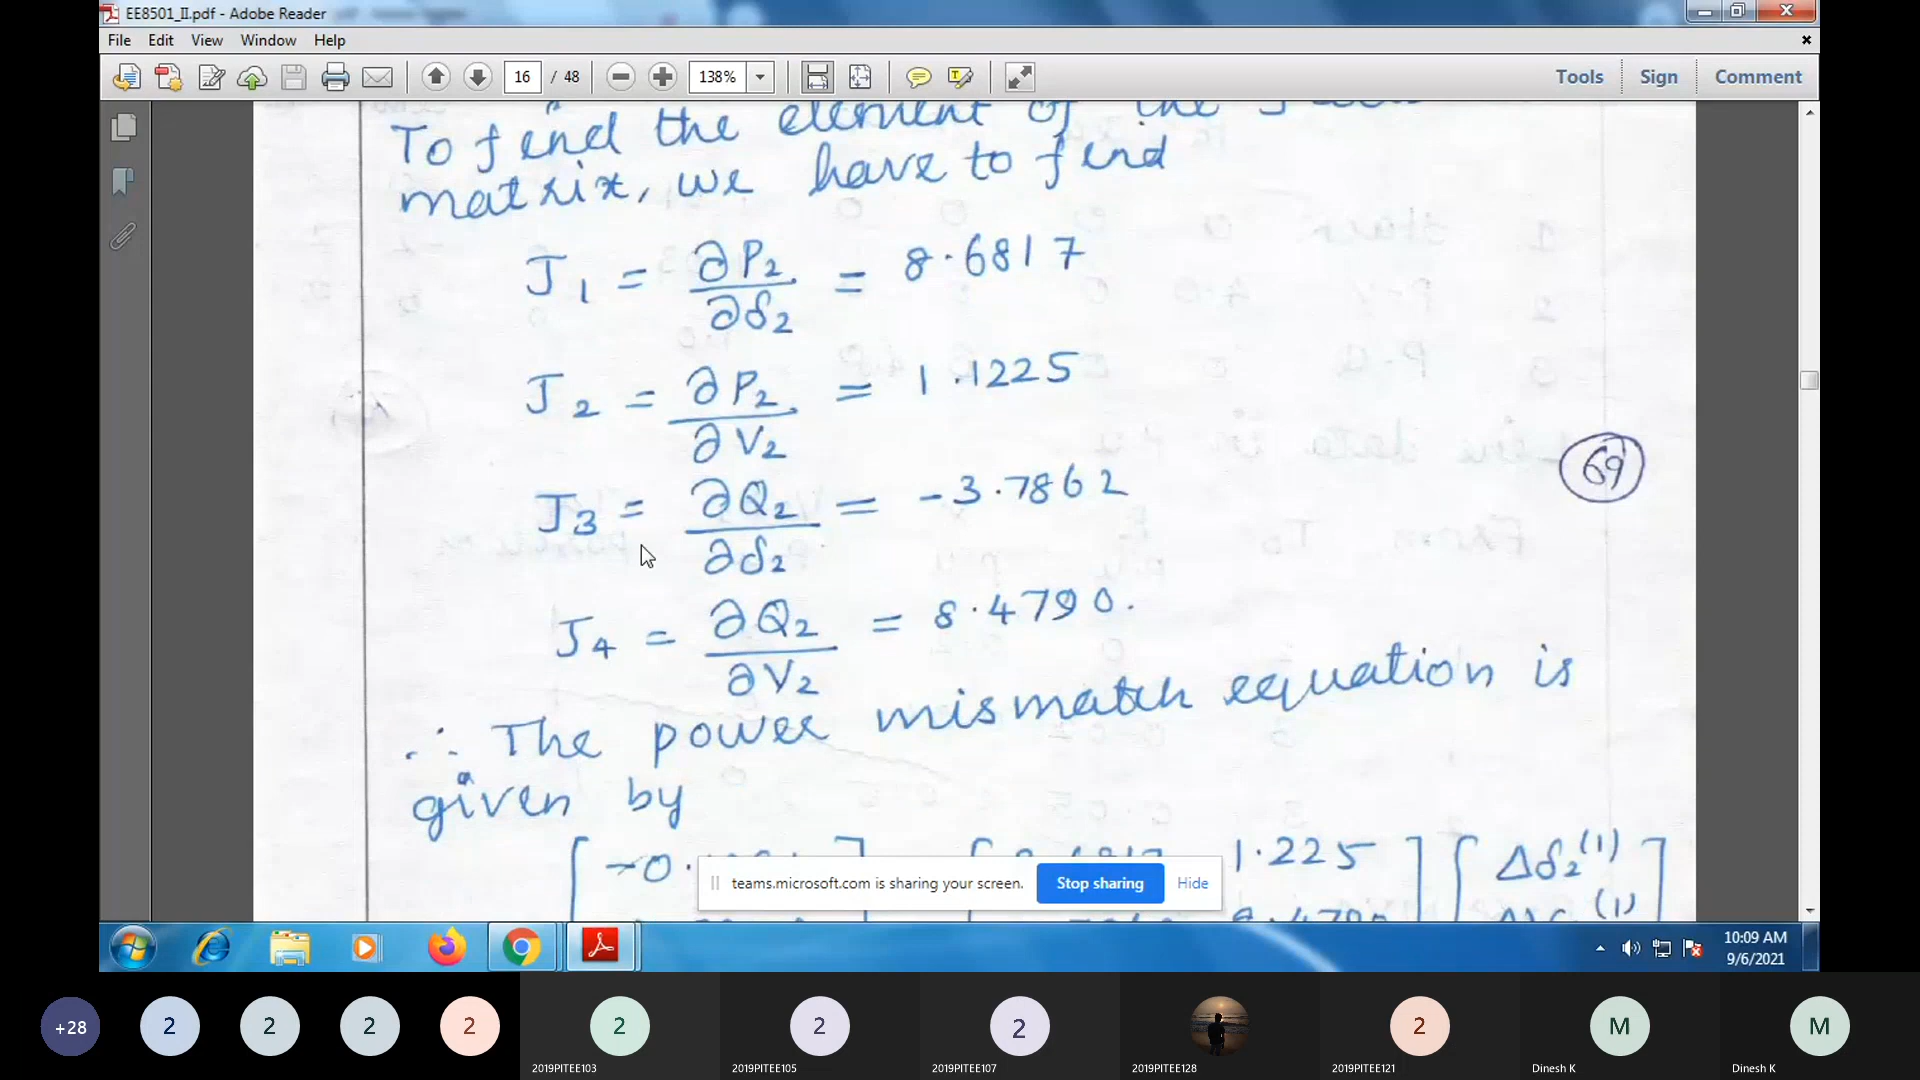 EE8501_II.pdf - Adobe Reader
File Edit View Window Help
16 / 48 138% Tools Sign Comment
To find the element of the
matrix, we have to find
J1 = ∂P2 / ∂δ2 = 8.6817
J2 = ∂P2 / ∂V2 = 1.1225
69
J3 = ∂Q2 / ∂δ2 = -3.7862
J4 = ∂Q2 / ∂V2 = 8.4790.
∴ The power mismatch equation is
given by
-0. 1.225 Δδ2(1)
(1)
teams.microsoft.com is sharing your screen. Stop sharing Hide
10:09 AM
9/6/2021
+28 2 2 2 2 2 2 2 2 M M
2019PITEE103 2019PITEE105 2019PITEE107 2019PITEE128 2019PITEE121 Dinesh K Dinesh K